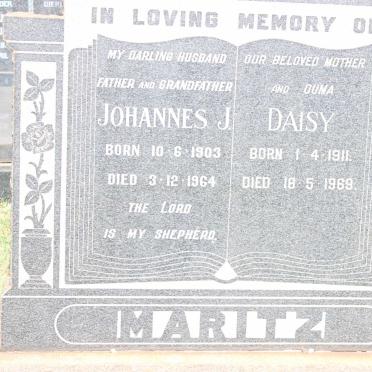 IN LOVING MEMORY O
MY DARLING HUSBAND
FATHER AND GRANDFATHER
JOHANNES J.
BORN 10·6·1903
DIED 3·12·1964
THE LORD
IS MY SHEPHERD.
OUR BELOVED MOTHER
AND OUMA
DAISY
BORN 1·4·1911.
DIED 18·5·1969.
MARITZ